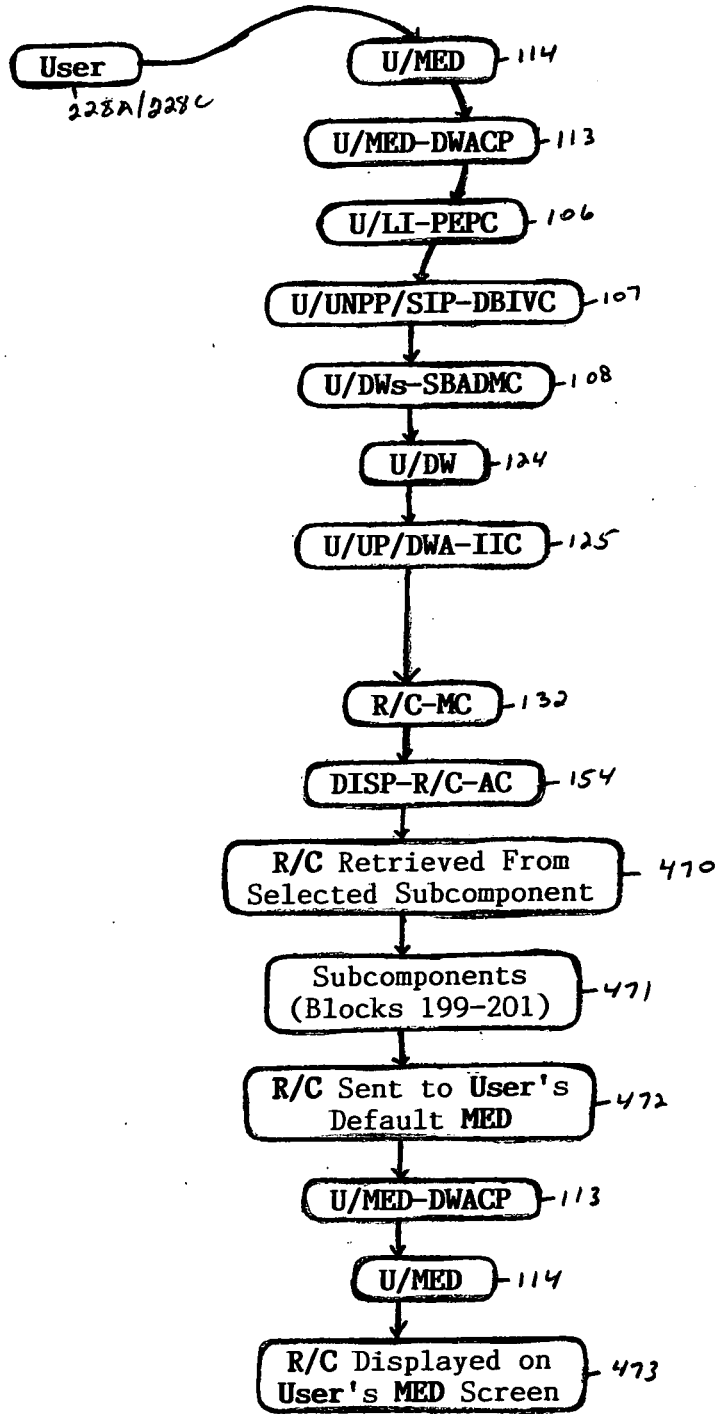 User
228A/228C
U/MED
114
U/MED-DWACP
113
U/LI-PEPC
106
U/UNPP/SIP-DBIVC
107
U/DWs-SBADMC
108
U/DW
124
U/UP/DWA-IIC
125
R/C-MC
132
DISP-R/C-AC
154
R/C Retrieved From
Selected Subcomponent
470
Subcomponents
(Blocks 199-201)
471
R/C Sent to User's
Default MED
472
U/MED-DWACP
113
U/MED
114
R/C Displayed on
User's MED Screen
473